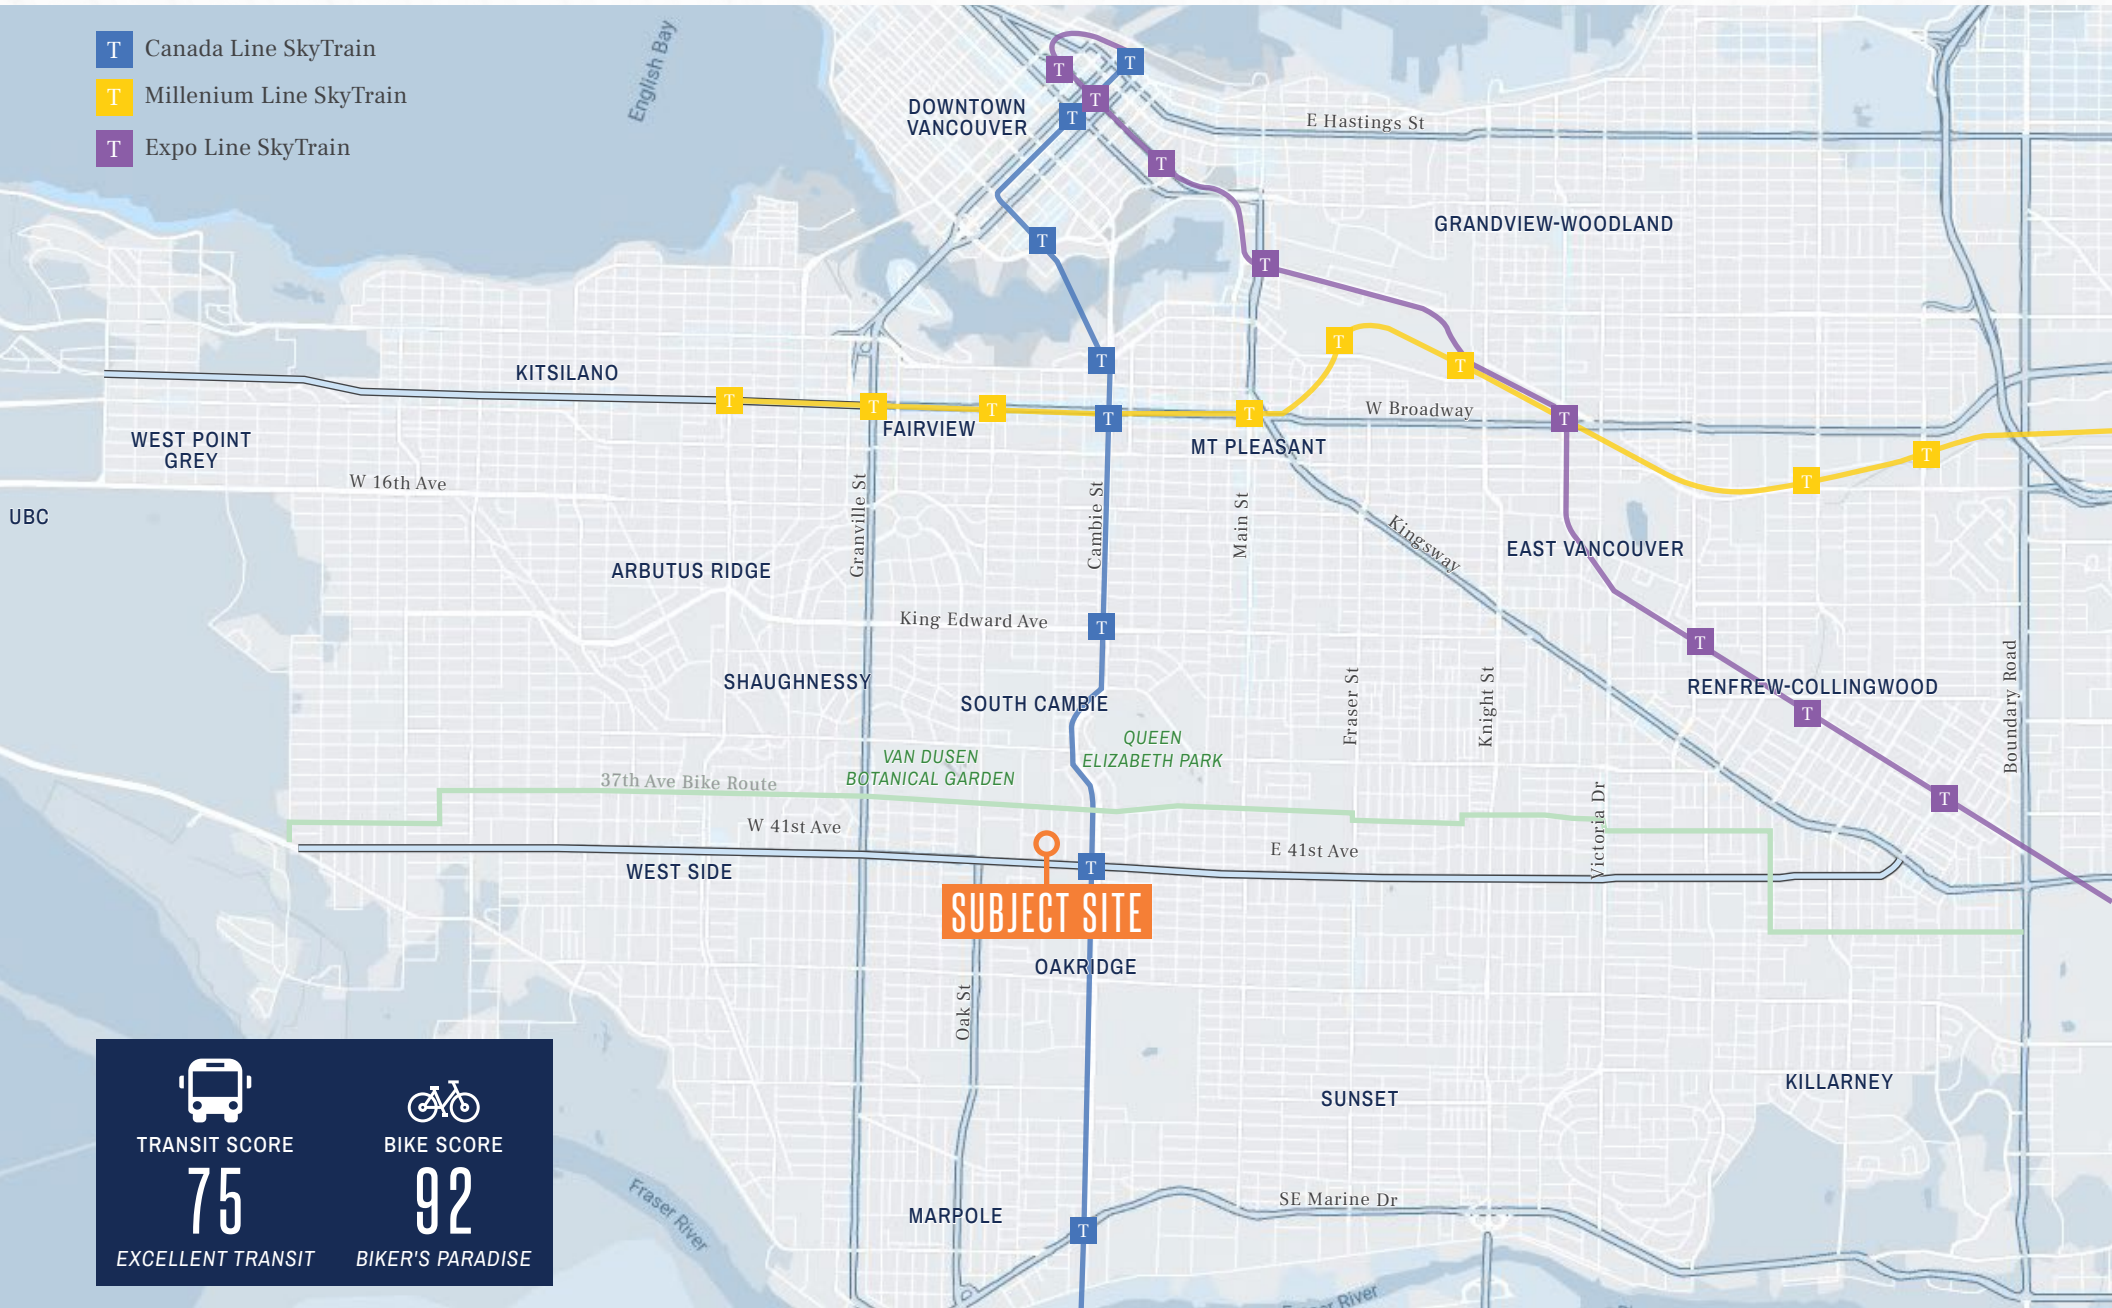 T Canada Line SkyTrain
T Millenium Line SkyTrain
T Expo Line SkyTrain
English Bay
DOWNTOWN
VANCOUVER
T
T
T
T
T
T
T
E Hastings St
GRANDVIEW-WOODLAND
T
T
T
T
KITSILANO
T
T
T
T
T
W Broadway
T
FAIRVIEW
MT PLEASANT
WEST POINT
GREY
T
T
W 16th Ave
UBC
Granville St
Cambie St
Main St
Kingsway
EAST VANCOUVER
ARBUTUS RIDGE
King Edward Ave
T
T
SHAUGHNESSY
SOUTH CAMBIE
Fraser St
Knight St
RENFREW-COLLINGWOOD
T
Boundary Road
VAN DUSEN
BOTANICAL GARDEN
QUEEN
ELIZABETH PARK
37th Ave Bike Route
T
W 41st Ave
E 41st Ave
Victoria Dr
T
WEST SIDE
SUBJECT SITE
OAKRIDGE
Oak St
SUNSET
KILLARNEY
TRANSIT SCORE
75
EXCELLENT TRANSIT
BIKE SCORE
92
BIKER'S PARADISE
Fraser River
MARPOLE
T
SE Marine Dr
River